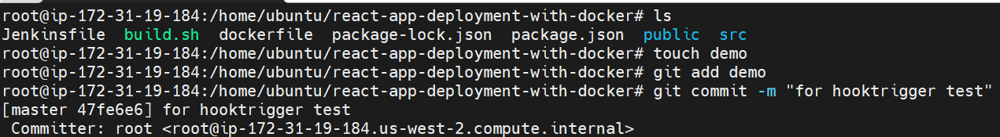 root@ip-172-31-19-184:/home/ubuntu/react-app-deployment-with-docker# ls
Jenkinsfile  build.sh  dockerfile  package-lock.json  package.json  public  src
root@ip-172-31-19-184:/home/ubuntu/react-app-deployment-with-docker# touch demo
root@ip-172-31-19-184:/home/ubuntu/react-app-deployment-with-docker# git add demo
root@ip-172-31-19-184:/home/ubuntu/react-app-deployment-with-docker# git commit -m "for hooktrigger test"
[master 47fe6e6] for hooktrigger test
 Committer: root <root@ip-172-31-19-184.us-west-2.compute.internal>